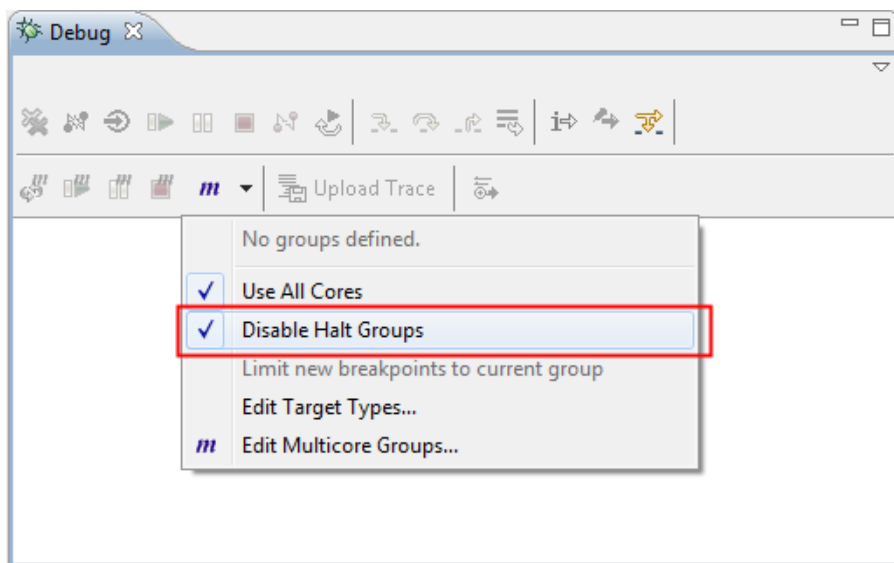 Debug
Upload Trace
No groups defined.
Use All Cores
Disable Halt Groups
Limit new breakpoints to current group
Edit Target Types...
m Edit Multicore Groups...